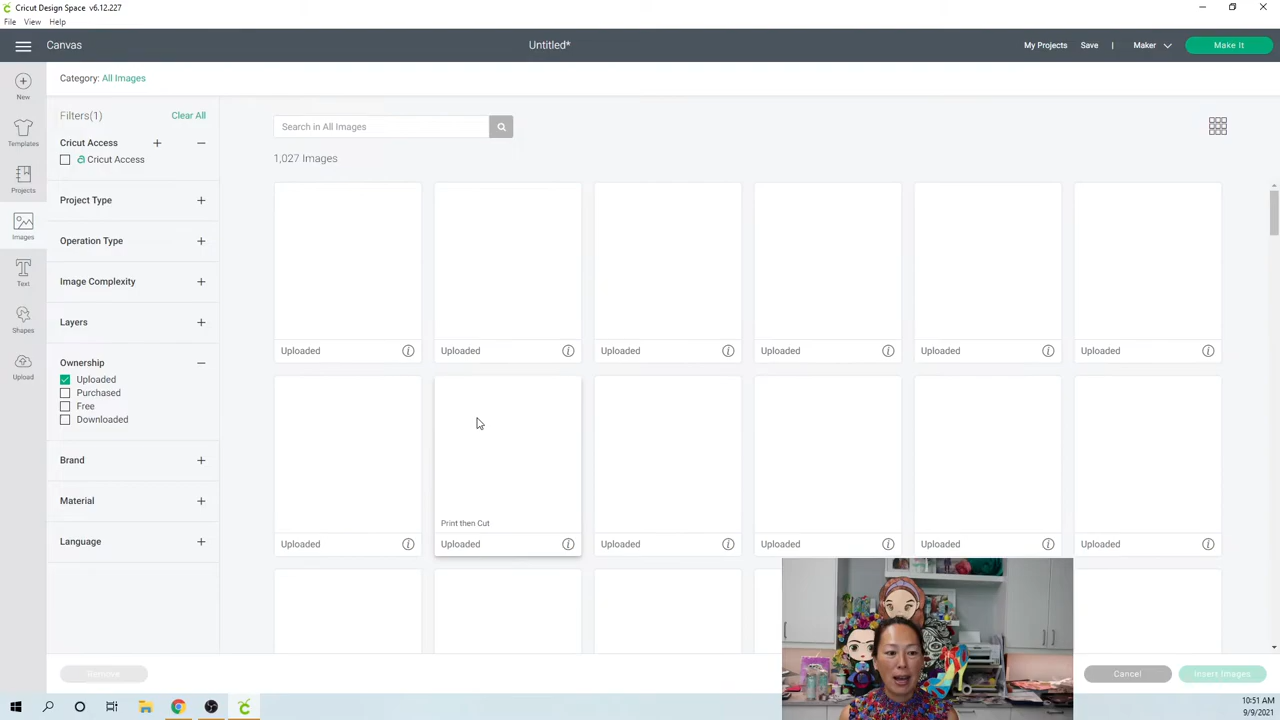 Cricut Design Space v6.12.227
File View Help
Canvas
Untitled*
My Projects Save | Maker Make It
New
Templates
Projects
Images
Text
Shapes
Upload
Category: All Images
Filters(1) Clear All
Cricut Access + −
Cricut Access
Project Type +
Operation Type +
Image Complexity +
Layers +
Ownership −
Uploaded
Purchased
Free
Downloaded
Brand +
Material +
Language +
Remove
Search in All Images
1,027 Images
Uploaded Uploaded Uploaded Uploaded Uploaded Uploaded
Print then Cut
Uploaded Uploaded Uploaded Uploaded Uploaded Uploaded
Cancel Insert Images
10:51 AM
9/9/2021